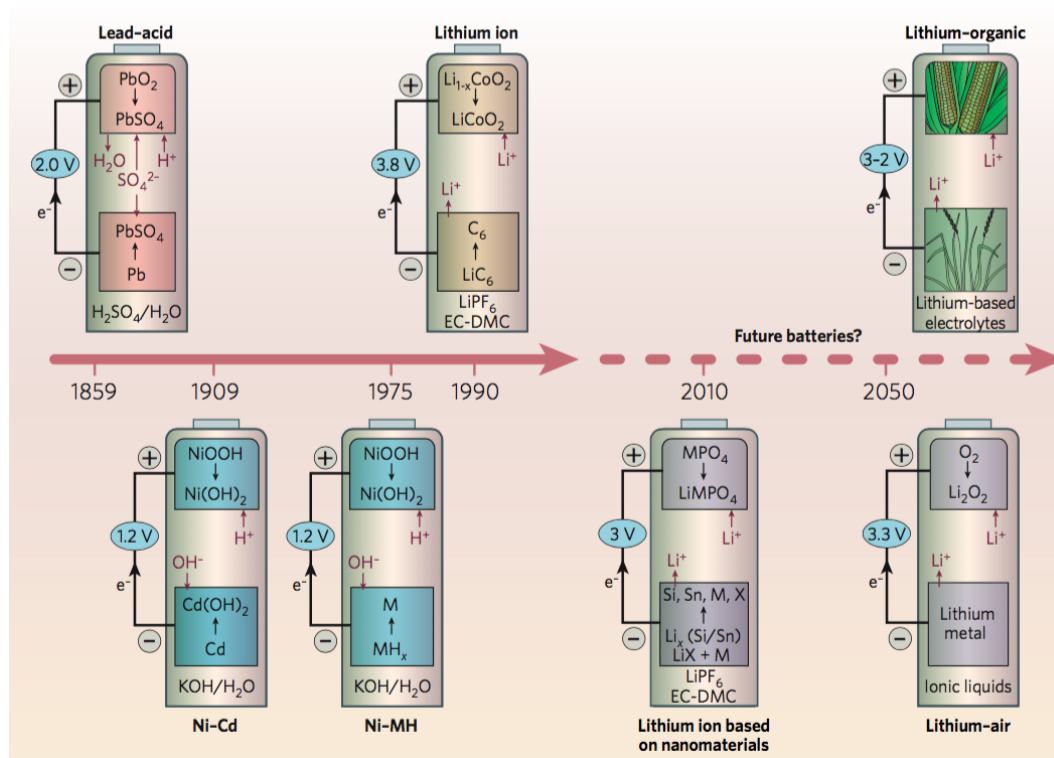 Lead–acid
+
PbO₂
PbSO₄
2.0 V
H₂O
H⁺
SO₄²⁻
e⁻
PbSO₄
Pb
−
H₂SO₄/H₂O
Lithium ion
+
Li₁₋ₓCoO₂
LiCoO₂
3.8 V
Li⁺
Li⁺
e⁻
C₆
LiC₆
−
LiPF₆
EC-DMC
Lithium–organic
+
3–2 V
Li⁺
Li⁺
e⁻
−
Lithium-based
electrolytes
Future batteries?
1859
1909
1975
1990
2010
2050
+
NiOOH
Ni(OH)₂
1.2 V
H⁺
OH⁻
e⁻
Cd(OH)₂
Cd
−
KOH/H₂O
Ni–Cd
+
NiOOH
Ni(OH)₂
1.2 V
H⁺
OH⁻
e⁻
M
MHₓ
−
KOH/H₂O
Ni–MH
+
MPO₄
LiMPO₄
3 V
Li⁺
Li⁺
e⁻
Si, Sn, M, X
Liₓ (Si/Sn)
LiX + M
−
LiPF₆
EC-DMC
Lithium ion based
on nanomaterials
+
O₂
Li₂O₂
3.3 V
Li⁺
Li⁺
e⁻
Lithium
metal
−
Ionic liquids
Lithium–air